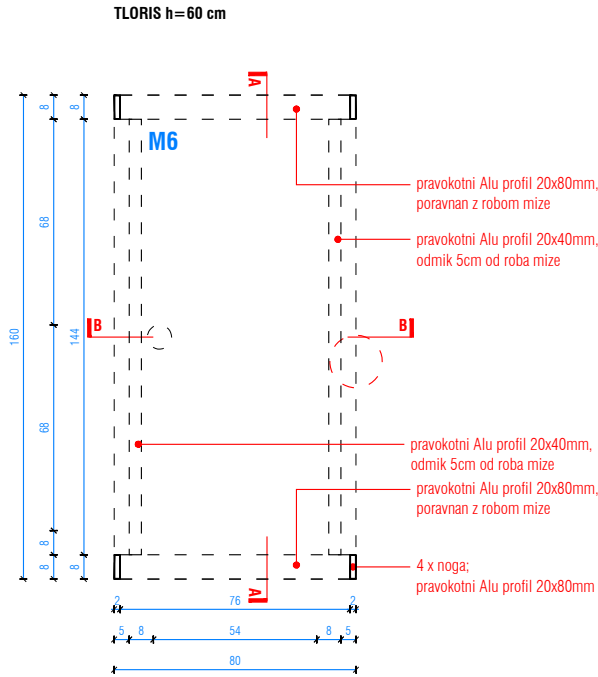 TLORIS h=60 cm
A
8
8
M6
pravokotni Alu profil 20x80mm,
poravnan z robom mize
pravokotni Alu profil 20x40mm,
odmik 5cm od roba mize
68
B
B
160
144
68
pravokotni Alu profil 20x40mm,
odmik 5cm od roba mize
pravokotni Alu profil 20x80mm,
poravnan z robom mize
8
8
8
4 x noga;
pravokotni Alu profil 20x80mm
A
2
76
2
5
8
54
8
5
80